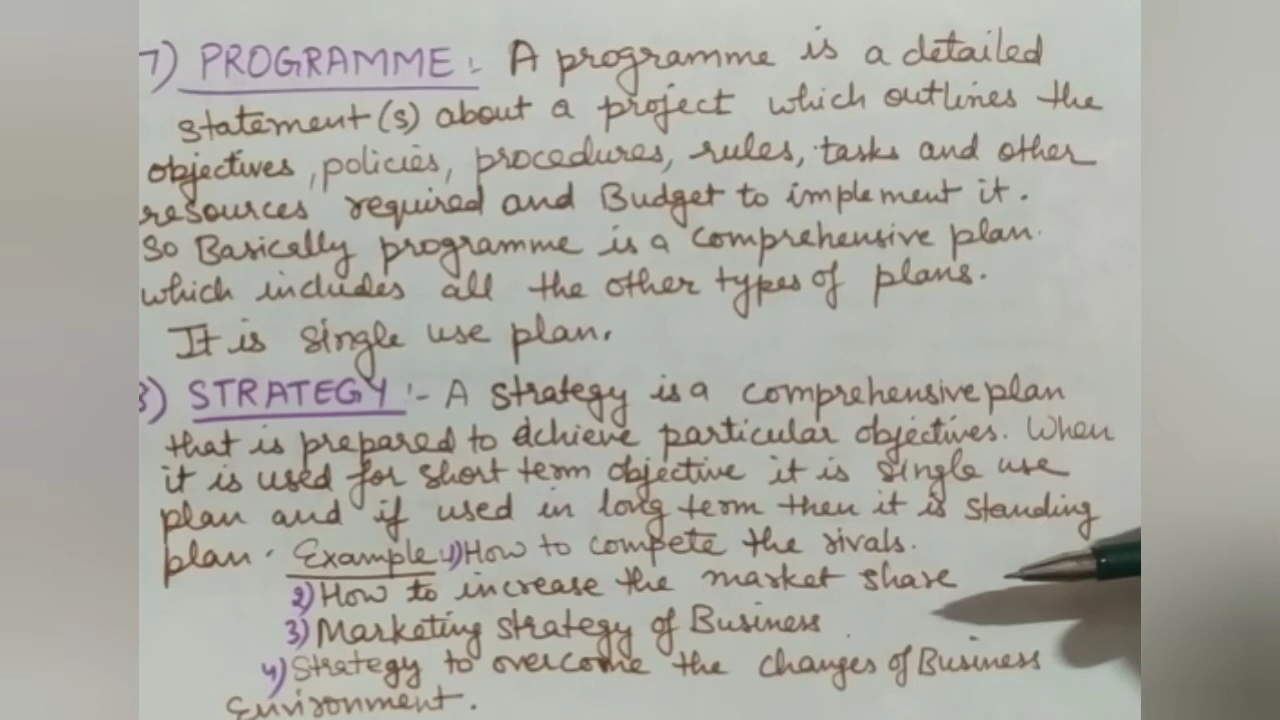 7) PROGRAMME :- A programme is a detailed
statement(s) about a project which outlines the
objectives, policies, procedures, rules, tasks and other
resources required and Budget to implement it.
So Basically programme is a comprehensive plan.
which includes all the other types of plans.
It is single use plan.
8) STRATEGY :- A strategy is a comprehensive plan
that is prepared to achieve particular objectives. When
it is used for short term objective it is single use
plan and if used in long term then it is standing
plan. Example 1) How to compete the rivals.
2) How to increase the market share
3) Marketing strategy of Business
4) Strategy to overcome the changes of Business
Environment.